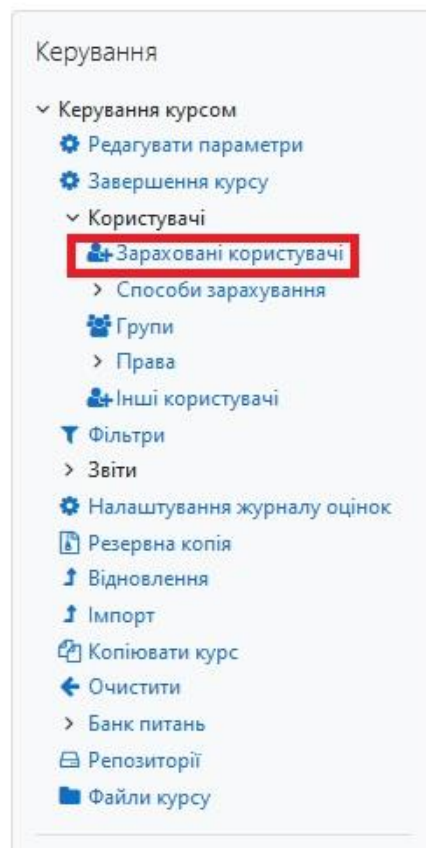 Керування
Керування курсом
Редагувати параметри
Завершення курсу
Користувачі
Зараховані користувачі
Способи зарахування
Групи
Права
Інші користувачі
Фільтри
Звіти
Налаштування журналу оцінок
Резервна копія
Відновлення
Імпорт
Копіювати курс
Очистити
Банк питань
Репозиторії
Файли курсу